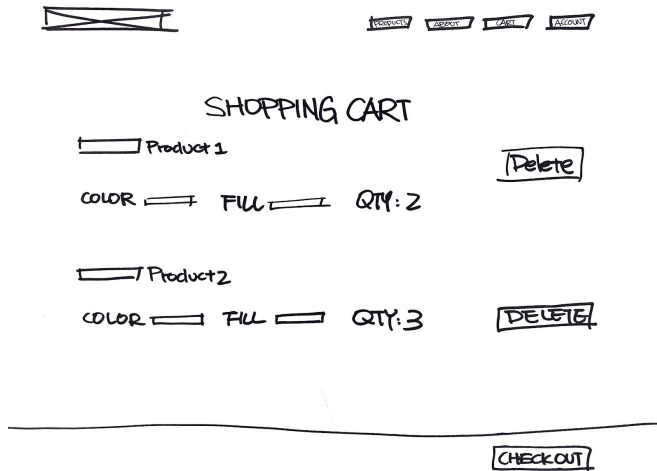 PRODUCTS ABOUT CART ACCOUNT
SHOPPING CART
Product 1
Delete
COLOR FILL QTY: 2
Product 2
COLOR FILL QTY: 3 DELETE
CHECKOUT